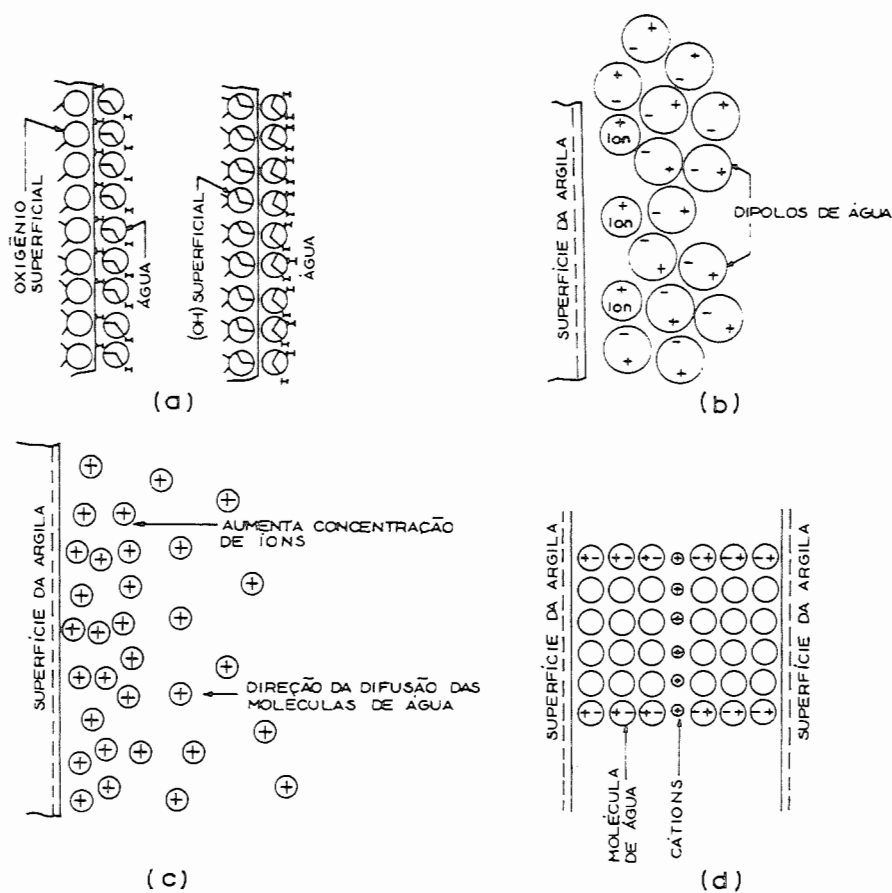 OXIGÊNIO
SUPERFICIAL
ÁGUA
(OH) SUPERFICIAL
ÁGUA
(a)
SUPERFÍCIE DA ARGILA
íon
íon
íon
DIPOLOS DE ÁGUA
(b)
SUPERFÍCIE DA ARGILA
AUMENTA CONCENTRAÇÃO
DE ÍONS
DIREÇÃO DA DIFUSÃO DAS
MOLÉCULAS DE ÁGUA
(c)
SUPERFÍCIE DA ARGILA
SUPERFÍCIE DA ARGILA
MOLÉCULA
DE ÁGUA
CÁTIONS
(d)